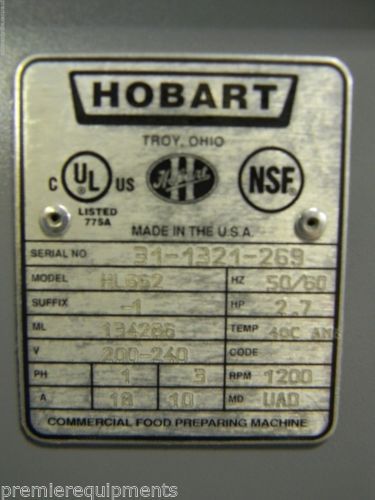 HOBART
TROY, OHIO
C UL US
LISTED
775A
Hobart
NSF
MADE IN THE U.S.A.
SERIAL NO 31-1321-269
MODEL HL662 HZ 50/60
SUFFIX -1 HP 2.7
ML 134286 TEMP 40C AMB
V 200-240 CODE
PH 1 3 RPM 1200
A 18 10 MD UAD
COMMERCIAL FOOD PREPARING MACHINE
premierequipments